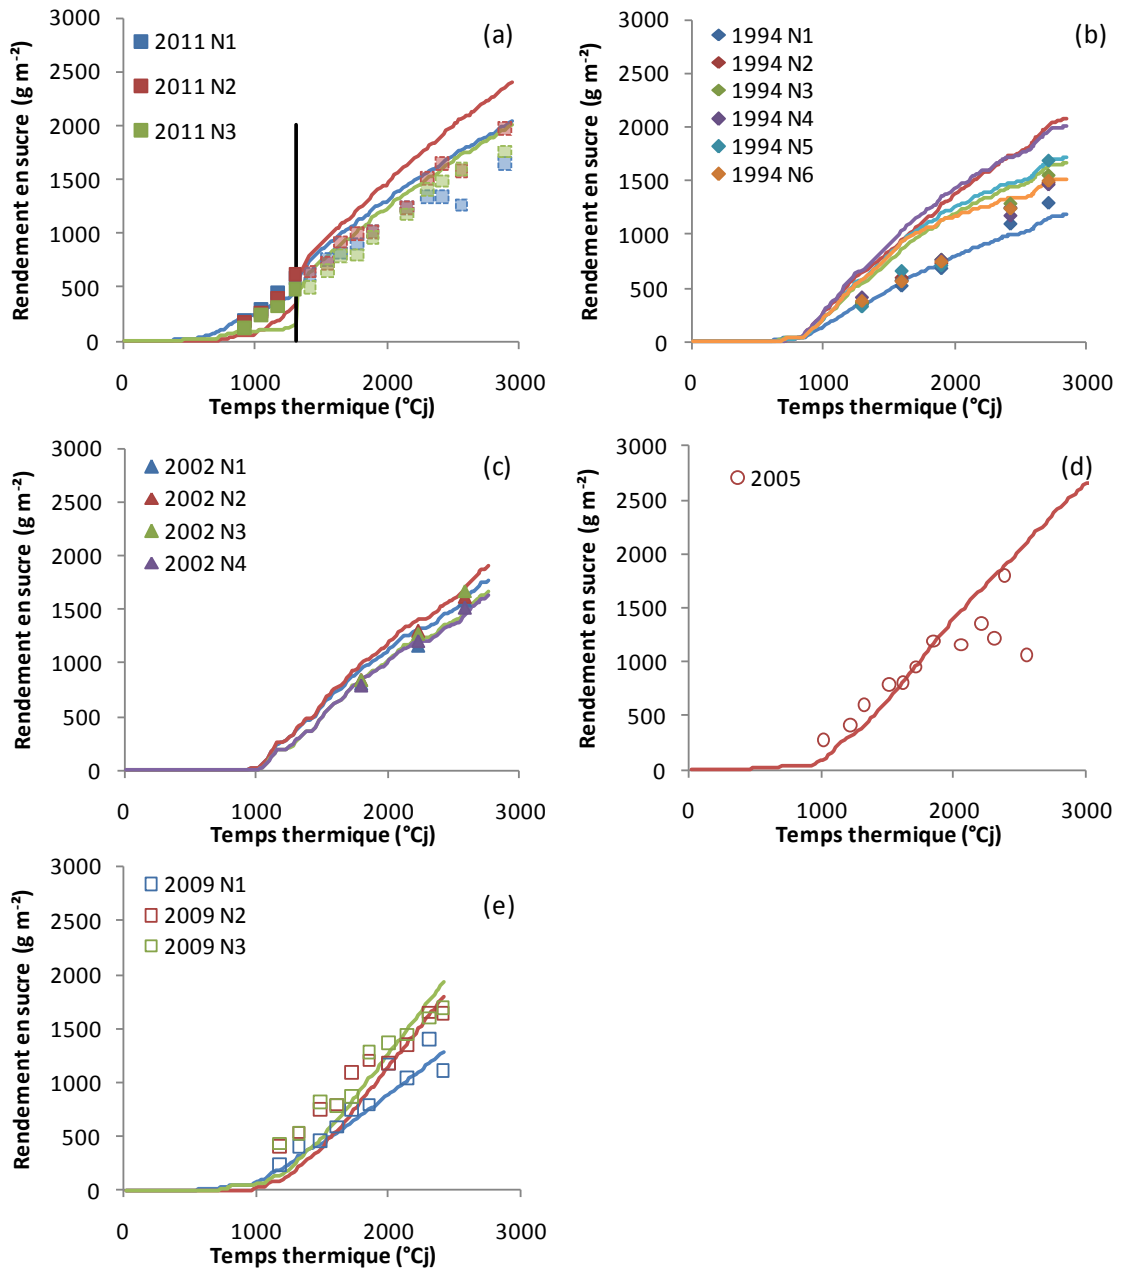 (a)
Rendement en sucre (g m⁻²)
3000
2500
2000
1500
1000
500
0
2011 N1
2011 N2
2011 N3
0 1000 2000 3000
Temps thermique (°Cj)
(b)
Rendement en sucre (g m⁻²)
3000
2500
2000
1500
1000
500
0
1994 N1
1994 N2
1994 N3
1994 N4
1994 N5
1994 N6
0 1000 2000 3000
Temps thermique (°Cj)
(c)
Rendement en sucre (g m⁻²)
3000
2500
2000
1500
1000
500
0
2002 N1
2002 N2
2002 N3
2002 N4
0 1000 2000 3000
Temps thermique (°Cj)
(d)
Rendement en sucre (g m⁻²)
3000
2500
2000
1500
1000
500
0
2005
0 1000 2000 3000
Temps thermique (°Cj)
(e)
Rendement en sucre (g m⁻²)
3000
2500
2000
1500
1000
500
0
2009 N1
2009 N2
2009 N3
0 1000 2000 3000
Temps thermique (°Cj)